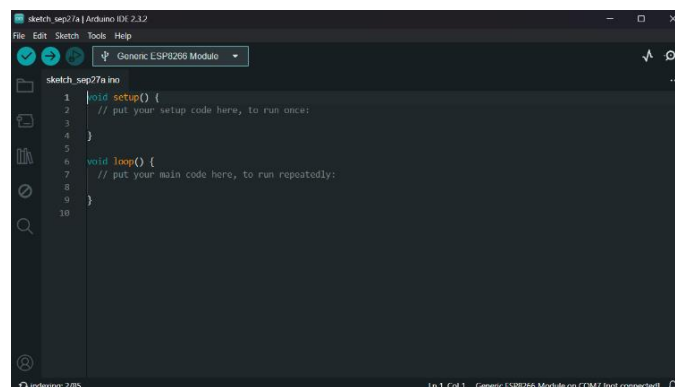 sketch_sep27a | Arduino IDE 2.3.2
File Edit Sketch Tools Help
Generic ESP8266 Module
sketch_sep27a.ino
1 void setup() {
2 // put your setup code here, to run once:
3
4 }
5
6 void loop() {
7 // put your main code here, to run repeatedly:
8
9 }
10
indexing: 2/85
Ln 1, Col 1 Generic ESP8266 Module on COM7 [not connected]